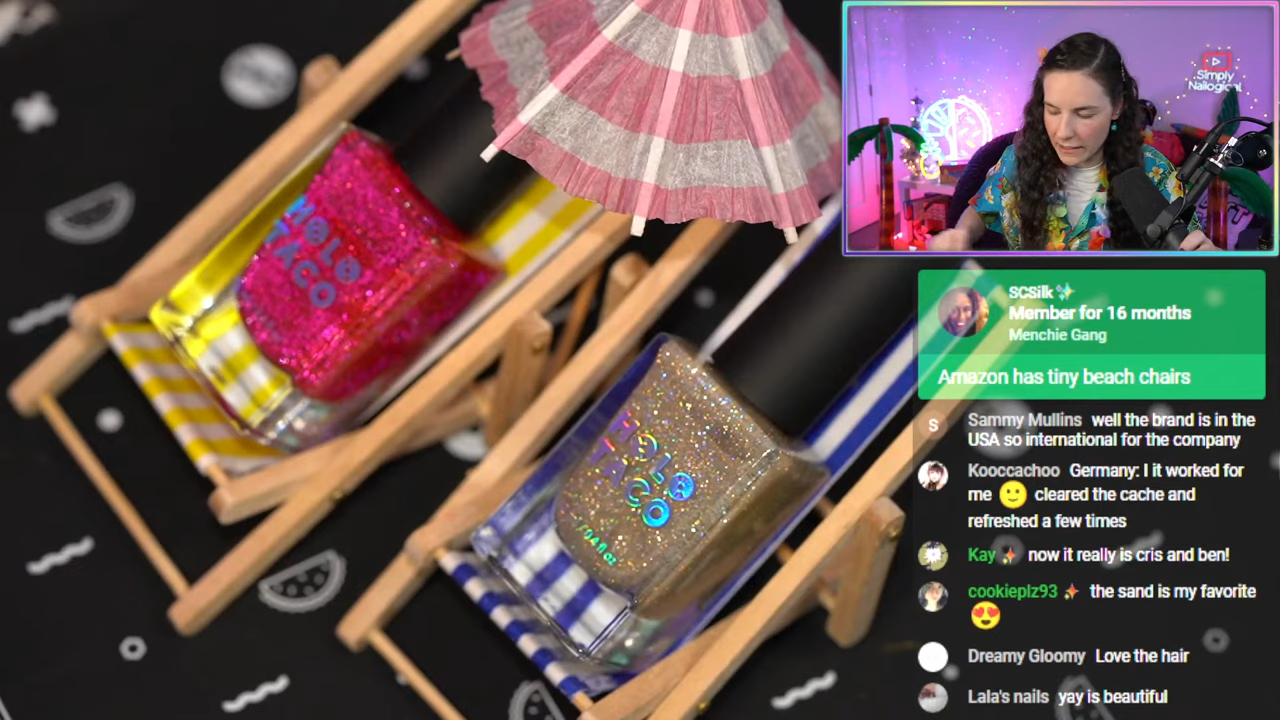 HOLO
TACO
HOLO
TACO
Simply
Nailogical
SCSilk
Member for 16 months
Menchie Gang
Amazon has tiny beach chairs
S
Sammy Mullins well the brand is in the
USA so international for the company
Kooccachoo Germany: I it worked for
me 🙂 cleared the cache and
refreshed a few times
Kay now it really is cris and ben!
cookieplz93 the sand is my favorite
😍
Dreamy Gloomy Love the hair
Lala's nails yay is beautiful